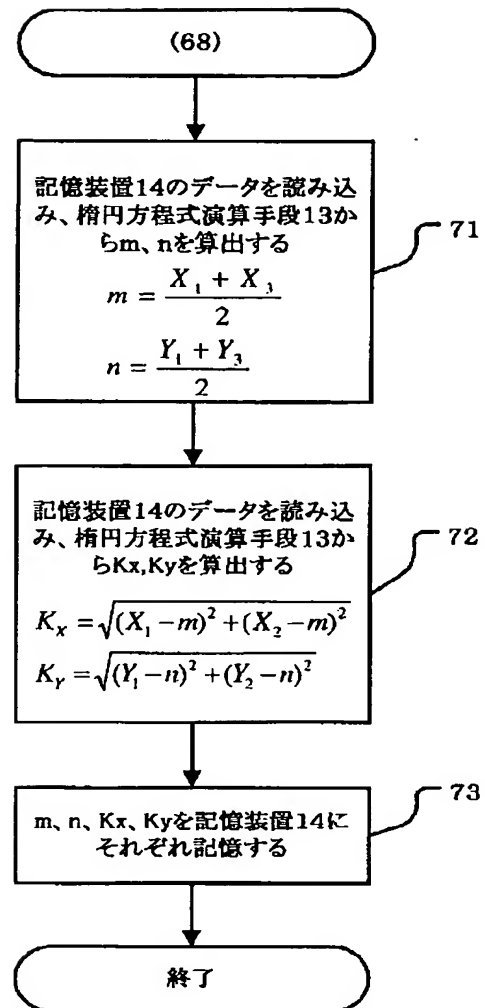 (68)
記憶装置14のデータを読み込
み、楕円方程式演算手段13か
らm、nを算出する
m = (X₁ + X₃) / 2
n = (Y₁ + Y₃) / 2
71
記憶装置14のデータを読み込
み、楕円方程式演算手段13か
らKx,Kyを算出する
K_X = √((X₁−m)² + (X₂−m)²)
K_Y = √((Y₁−n)² + (Y₂−n)²)
72
m、n、Kx、Kyを記憶装置14に
それぞれ記憶する
73
終了